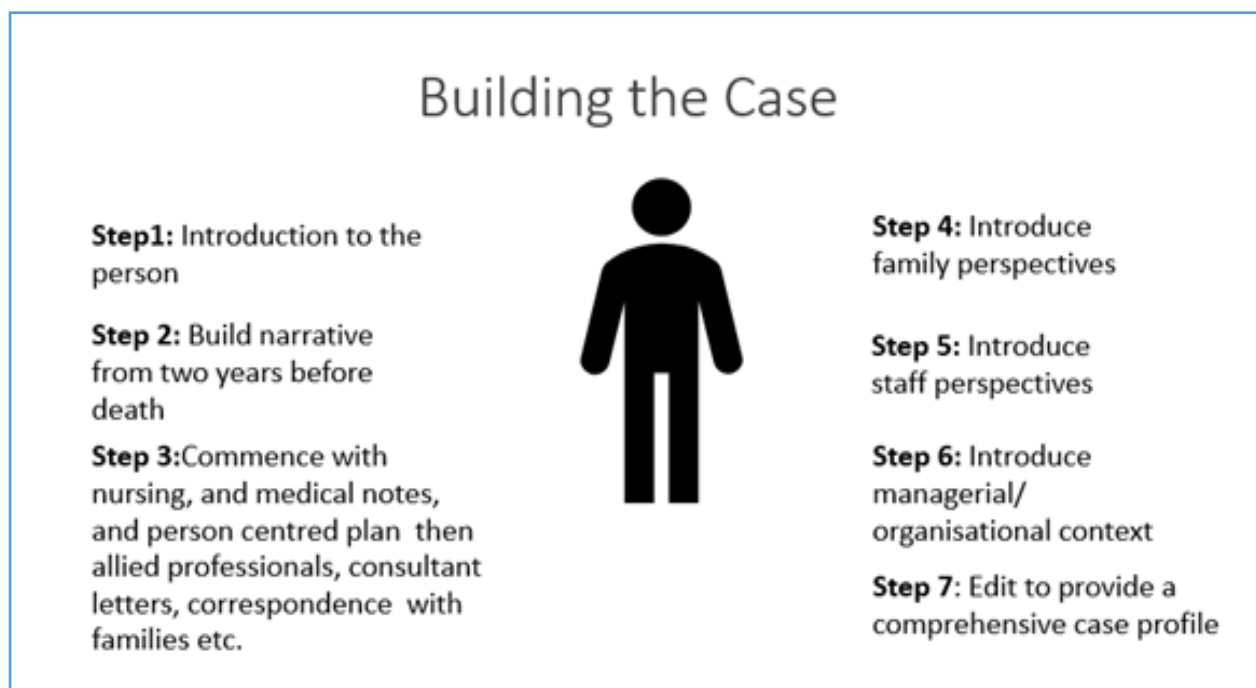 Building the Case
Step1: Introduction to the
person
Step 2: Build narrative
from two years before
death
Step 3:Commence with
nursing, and medical notes,
and person centred plan then
allied professionals, consultant
letters, correspondence with
families etc.
Step 4: Introduce
family perspectives
Step 5: Introduce
staff perspectives
Step 6: Introduce
managerial/
organisational context
Step 7: Edit to provide a
comprehensive case profile